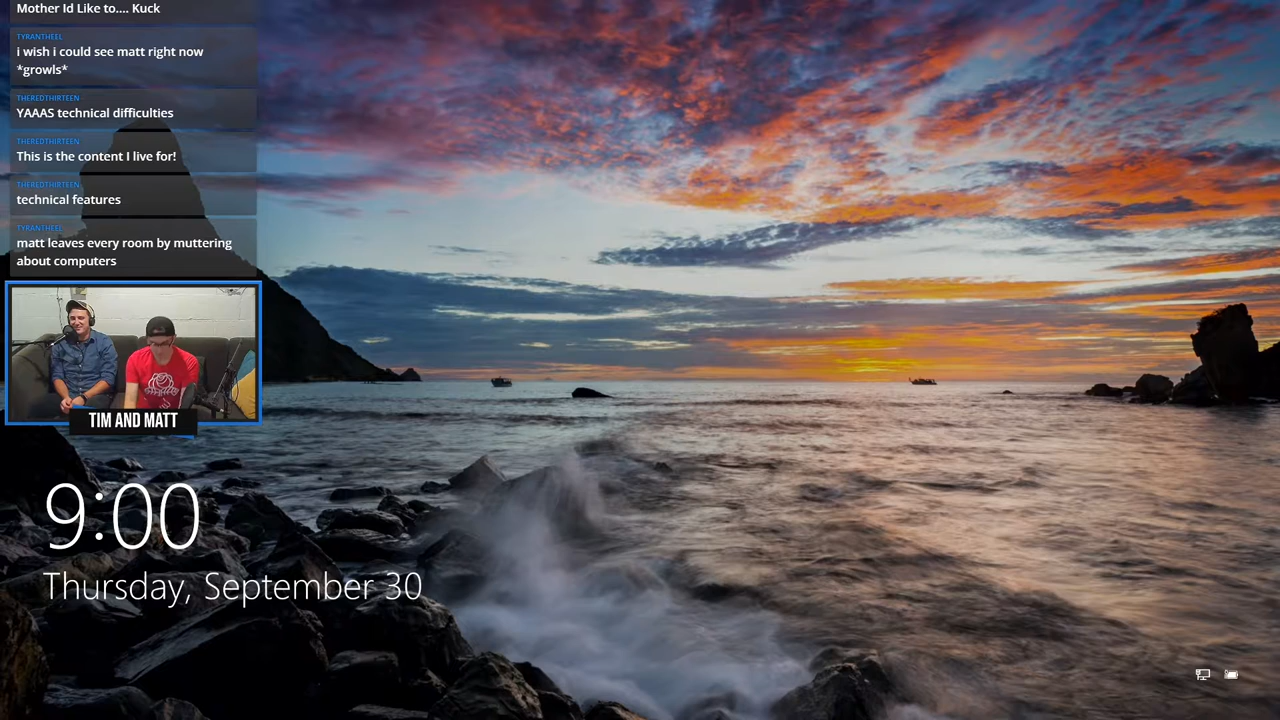 Mother Id Like to.... Kuck
TYRANTHEEL
i wish i could see matt right now
*growls*
THEREDTHIRTEEN
YAAAS technical difficulties
THEREDTHIRTEEN
This is the content I live for!
THEREDTHIRTEEN
technical features
TYRANTHEEL
matt leaves every room by muttering
about computers
TIM AND MATT
9:00
Thursday, September 30